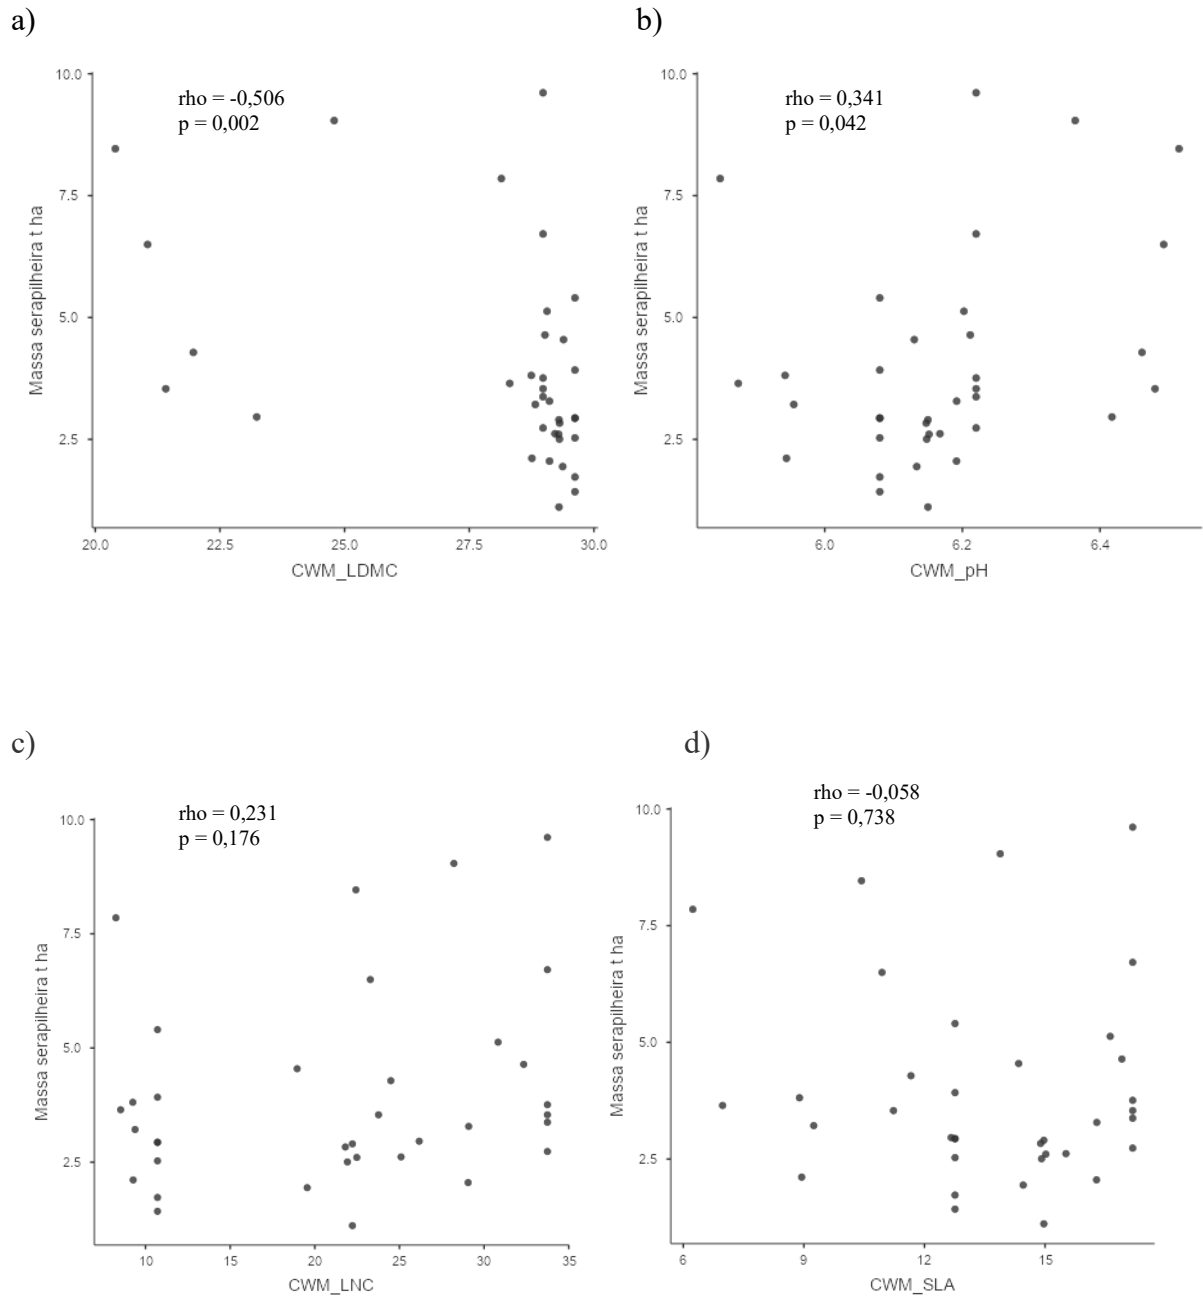 a)
rho = -0,506
p = 0,002
10.0
7.5
5.0
2.5
Massa serapilheira t ha
20.0 22.5 25.0 27.5 30.0
CWM_LDMC
b)
rho = 0,341
p = 0,042
10.0
7.5
5.0
2.5
Massa serapilheira t ha
6.0 6.2 6.4
CWM_pH
c)
rho = 0,231
p = 0,176
10.0
7.5
5.0
2.5
Massa serapilheira t ha
10 15 20 25 30 35
CWM_LNC
d)
rho = -0,058
p = 0,738
10.0
7.5
5.0
2.5
Massa serapilheira t ha
6 9 12 15
CWM_SLA